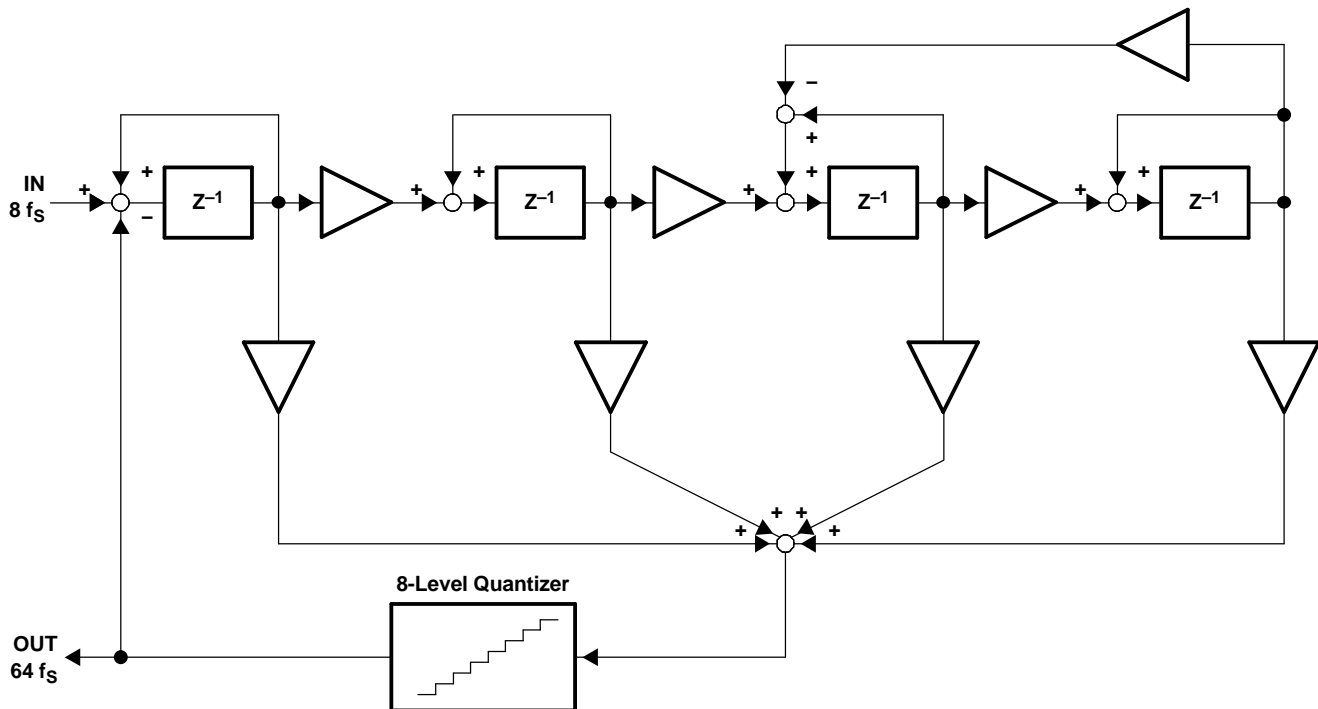 –
+
+
+
+
+
+
IN
8 fS
+
–
Z–1
+
Z–1
+
+
Z–1
+
Z–1
+
+
+
+
8-Level Quantizer
OUT
64 fS